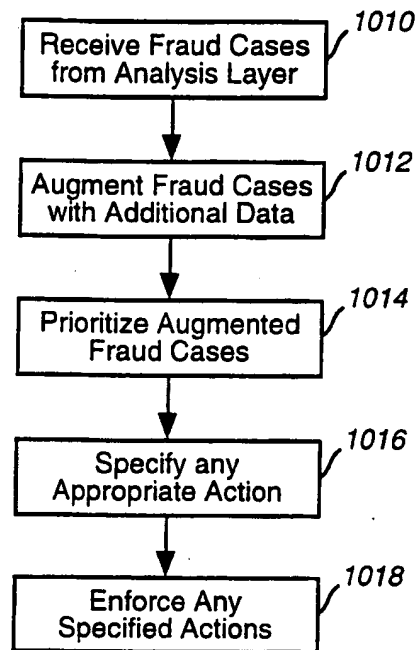 1010
Receive Fraud Cases
from Analysis Layer
1012
Augment Fraud Cases
with Additional Data
1014
Prioritize Augmented
Fraud Cases
1016
Specify any
Appropriate Action
1018
Enforce Any
Specified Actions